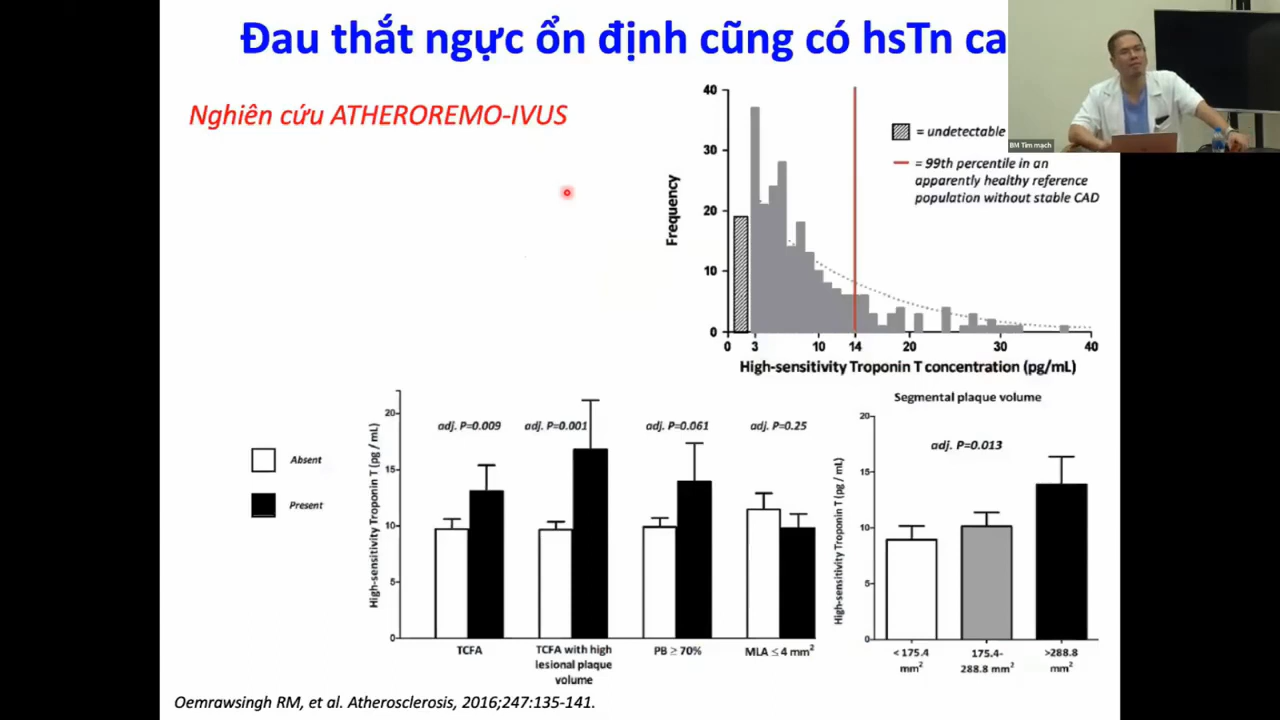 Đau thắt ngực ổn định cũng có hsTn ca
Nghiên cứu ATHEROREMO-IVUS
BM Tim mạch
40
30
20
10
0
Frequency
= undetectable
= 99th percentile in an
apparently healthy reference
population without stable CAD
0 3 10 14 20 30 40
High-sensitivity Troponin T concentration (pg/mL)
Absent
Present
High-sensitivity Troponin T (pg / mL)
20
15
10
5
0
adj. P=0.009 adj. P=0.001 adj. P=0.061 adj. P=0.25
TCFA
TCFA with high
lesional plaque
volume
PB ≥ 70%
MLA ≤ 4 mm²
Segmental plaque volume
adj. P=0.013
High-sensitivity Troponin T (pg / mL)
20
15
10
5
0
< 175.4
mm²
175.4-
288.8 mm²
>288.8
mm²
Oemrawsingh RM, et al. Atherosclerosis, 2016;247:135-141.